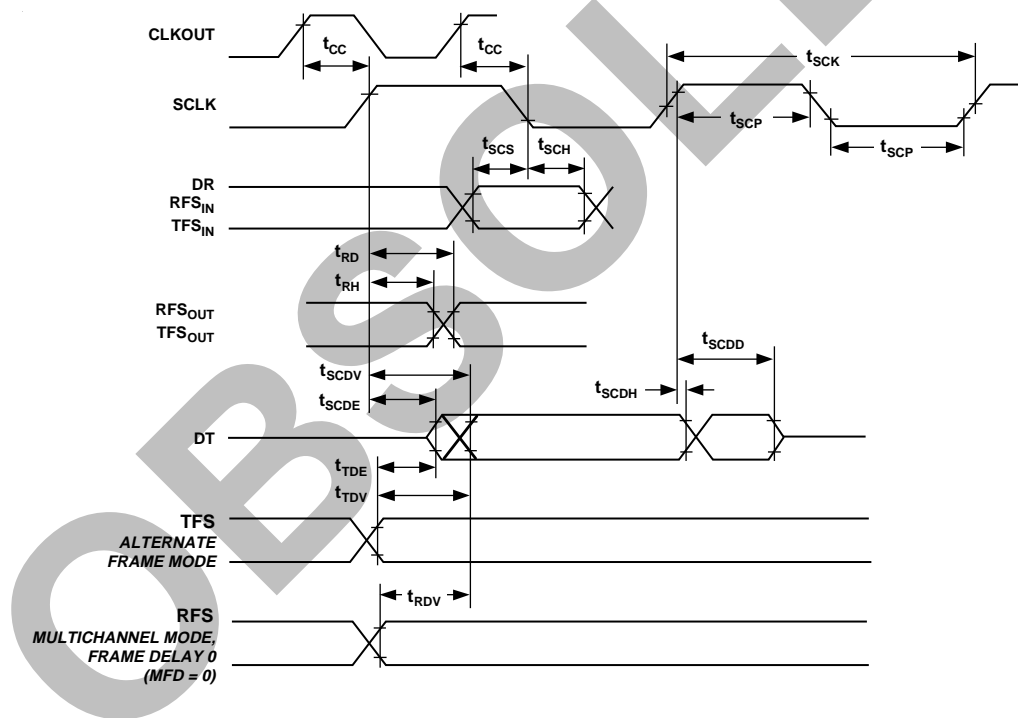 CLKOUT
tCC
tCC
tSCK
SCLK
tSCP
tSCP
tSCS
tSCH
DR
RFSIN
TFSIN
tRD
tRH
RFSOUT
TFSOUT
tSCDD
tSCDV
tSCDH
tSCDE
DT
tTDE
tTDV
TFS
ALTERNATE
FRAME MODE
tRDV
RFS
MULTICHANNEL MODE,
FRAME DELAY 0
(MFD = 0)
OBSOL